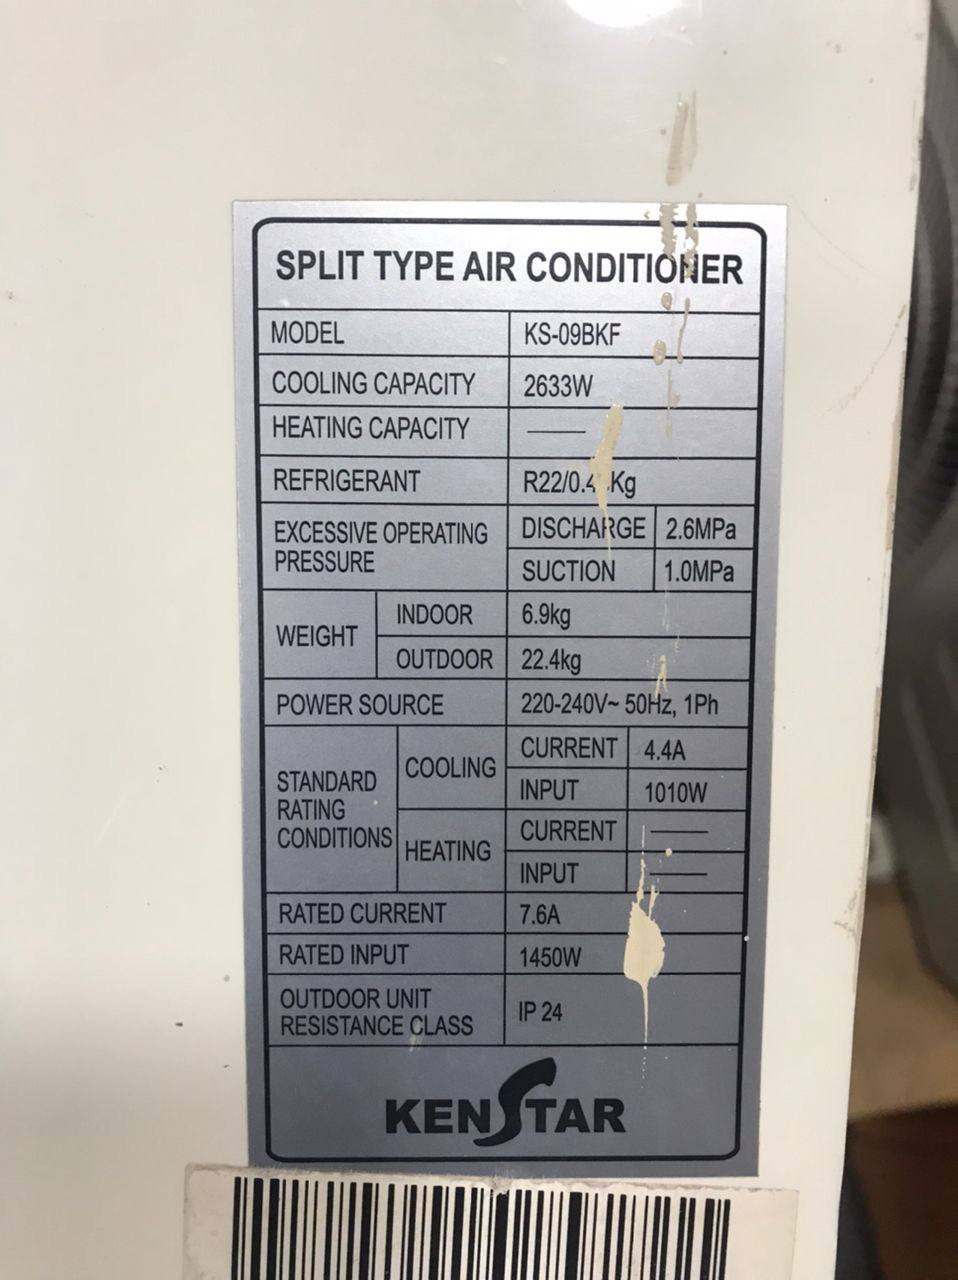 SPLIT TYPE AIR CONDITIONER
MODEL KS-09BKF
COOLING CAPACITY 2633W
HEATING CAPACITY ——
REFRIGERANT
EXCESSIVE OPERATING PRESSURE
DISCHARGE 2.6MPa
SUCTION 1.0MPa
WEIGHT
INDOOR 6.9kg
OUTDOOR 22.4kg
POWER SOURCE 220-240V~ 50Hz, 1Ph
STANDARD
RATING
CONDITIONS
COOLING
CURRENT 4.4A
INPUT 1010W
HEATING
CURRENT ——
INPUT ——
RATED CURRENT 7.6A
RATED INPUT 1450W
OUTDOOR UNIT
RESISTANCE CLASS
IP 24
KENSTAR